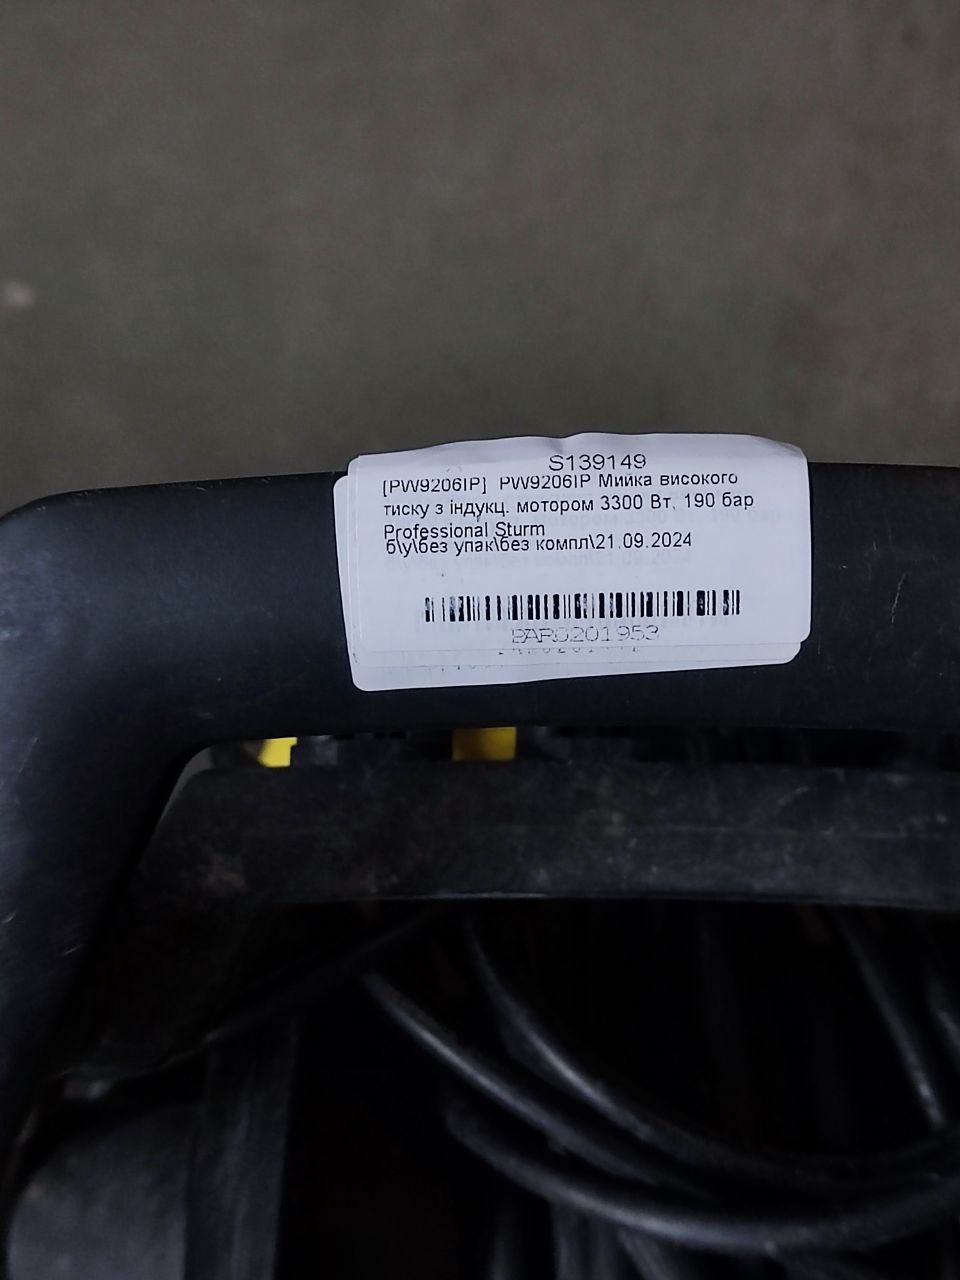 S139149
[PW9206IP] PW9206IP Мийка високого
тиску з індукц. мотором 3300 Вт, 190 бар
Professional Sturm
б\у\без упак\без компл\21.09.2024
BAR0201953